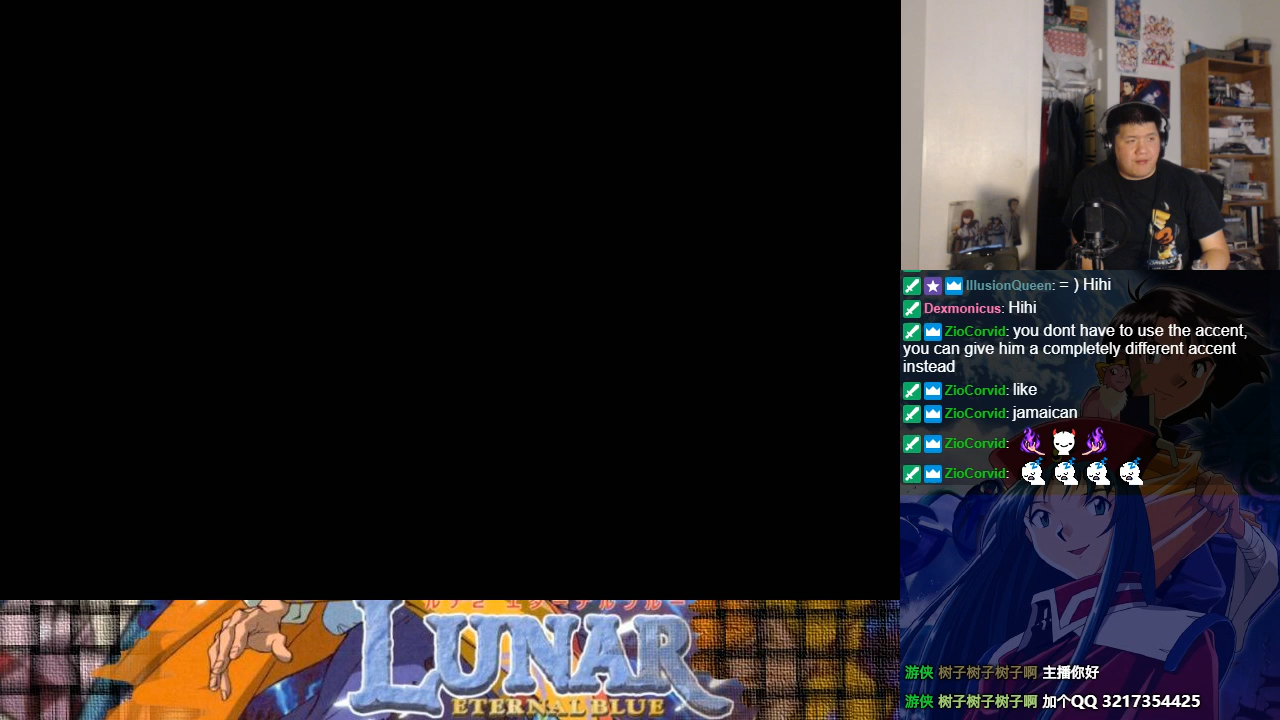 IllusionQueen: = ) Hihi
Dexmonicus: Hihi
ZioCorvid: you dont have to use the accent,
you can give him a completely different accent
instead
ZioCorvid: like
ZioCorvid: jamaican
ZioCorvid:
ZioCorvid:
LUNAR
ETERNAL BLUE
游侠 树子树子树子啊 主播你好
游侠 树子树子树子啊 加个QQ 3217354425